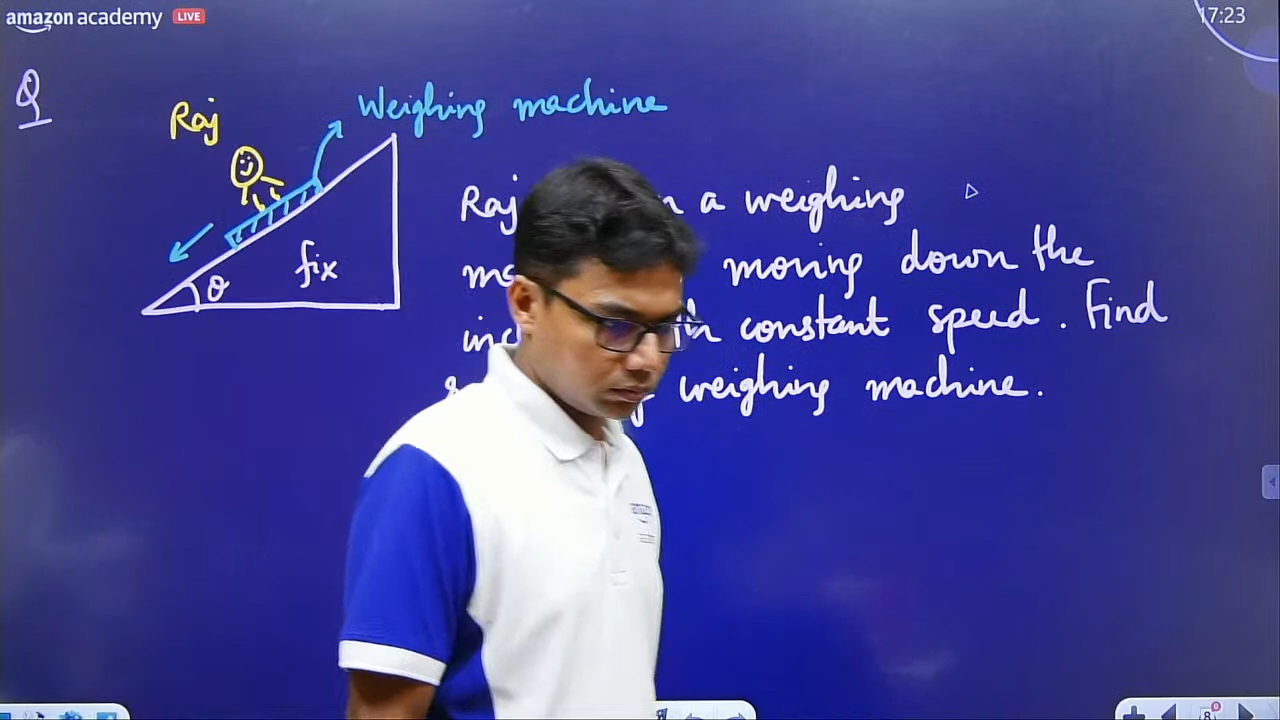 amazon academy LIVE
17:23
Q
Raj
Weighing machine
fix
θ
Raj a weighing
moving down the
constant speed. Find
weighing machine.